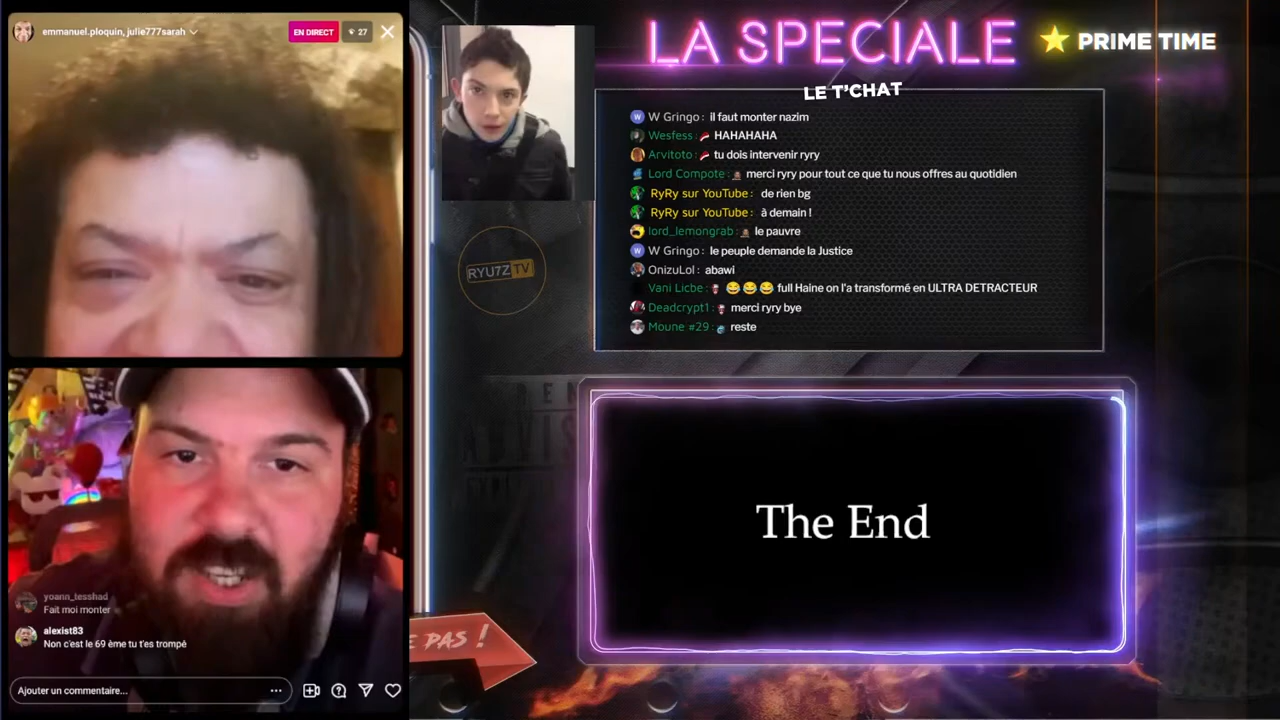 emmanuel.ploquin, julie777sarah
EN DIRECT
27
LA SPECIALE
PRIME TIME
LE T'CHAT
W Gringo : il faut monter nazim
Wesfess : HAHAHAHA
Arvitoto : tu dois intervenir ryry
Lord Compote : merci ryry pour tout ce que tu nous offres au quotidien
RyRy sur YouTube : de rien bg
RyRy sur YouTube : à demain !
lord_lemongrab : le pauvre
W Gringo : le peuple demande la Justice
OnizuLol : abawi
Vani Licbe : 😂 😂 😂 full Haine on l'a transformé en ULTRA DETRACTEUR
Deadcrypt1 : merci ryry bye
Moune #29 : reste
RYU7Z TV
The End
E PAS !
yoann_tesshad
Fait moi monter
alexist83
Non c'est le 69 ème tu t'es trompé
Ajouter un commentaire...